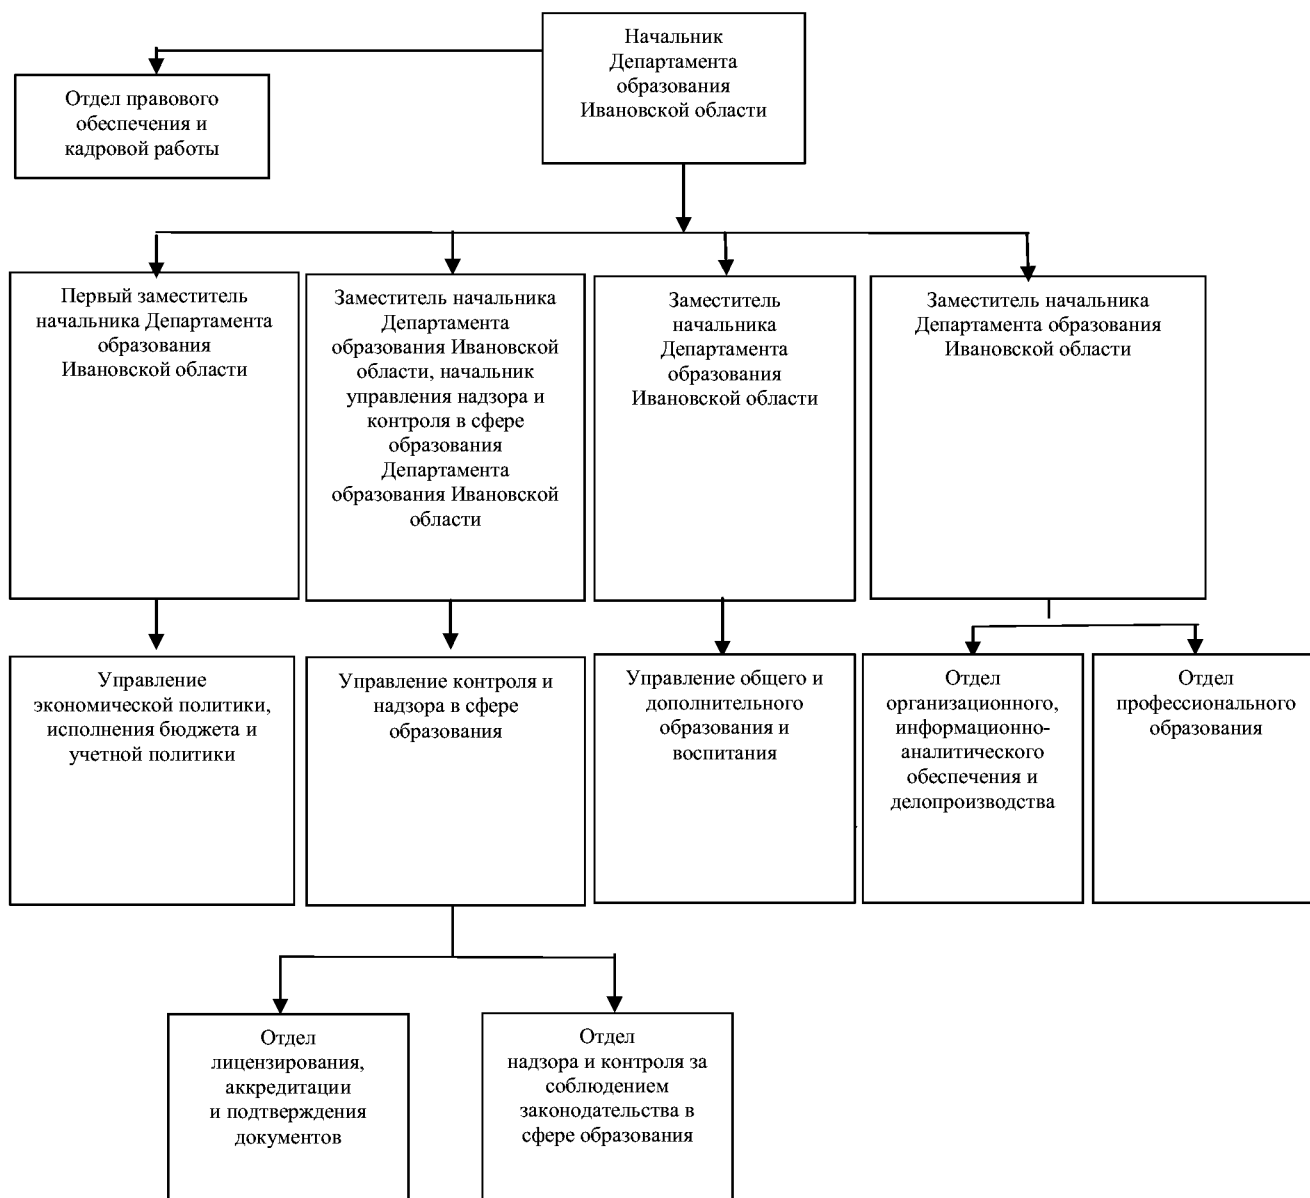 Начальник
Департамента
образования
Ивановской области
Отдел правового
обеспечения и
кадровой работы
Первый заместитель
начальника Департамента
образования
Ивановской области
Заместитель начальника
Департамента
образования Ивановской
области, начальник
управления надзора и
контроля в сфере
образования
Департамента
образования Ивановской
области
Заместитель
начальника
Департамента
образования
Ивановской области
Заместитель начальника
Департамента образования
Ивановской области
Управление
экономической политики,
исполнения бюджета и
учетной политики
Управление контроля и
надзора в сфере
образования
Управление общего и
дополнительного
образования и
воспитания
Отдел
организационного,
информационно-
аналитического
обеспечения и
делопроизводства
Отдел
профессионального
образования
Отдел
лицензирования,
аккредитации
и подтверждения
документов
Отдел
надзора и контроля за
соблюдением
законодательства в
сфере образования